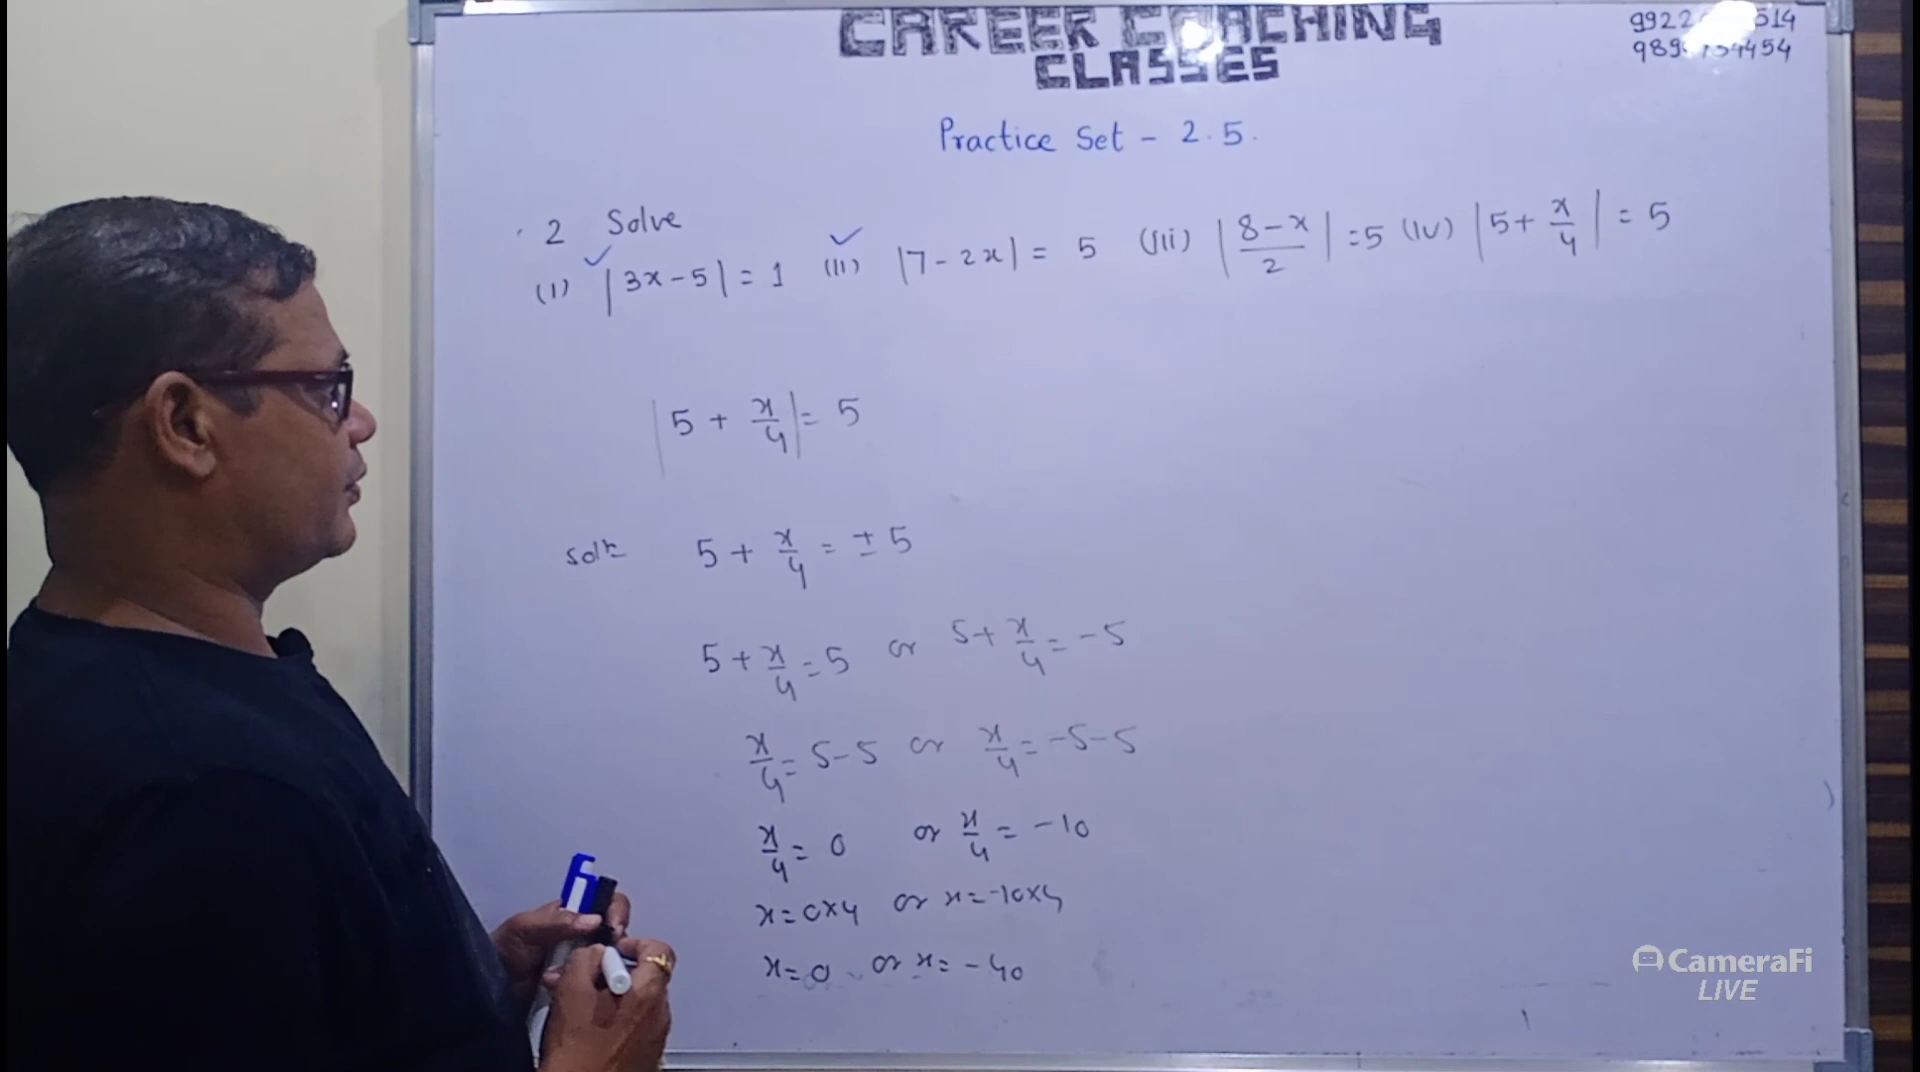 CAREER COACHING
CLASSES
Practice Set - 2.5.
2 Solve
(I) |3x-5| = 1 (II) |7-2x| = 5 (III) |8-x/2| = 5 (IV) |5+x/4| = 5
|5 + x/4| = 5
Soln 5 + x/4 = ± 5
5 + x/4 = 5 or 5 + x/4 = -5
x/4 = 5-5 or x/4 = -5-5
x/4 = 0 or x/4 = -10
x = 0×4 or x = -10×4
x = 0 or x = -40
CameraFi
LIVE